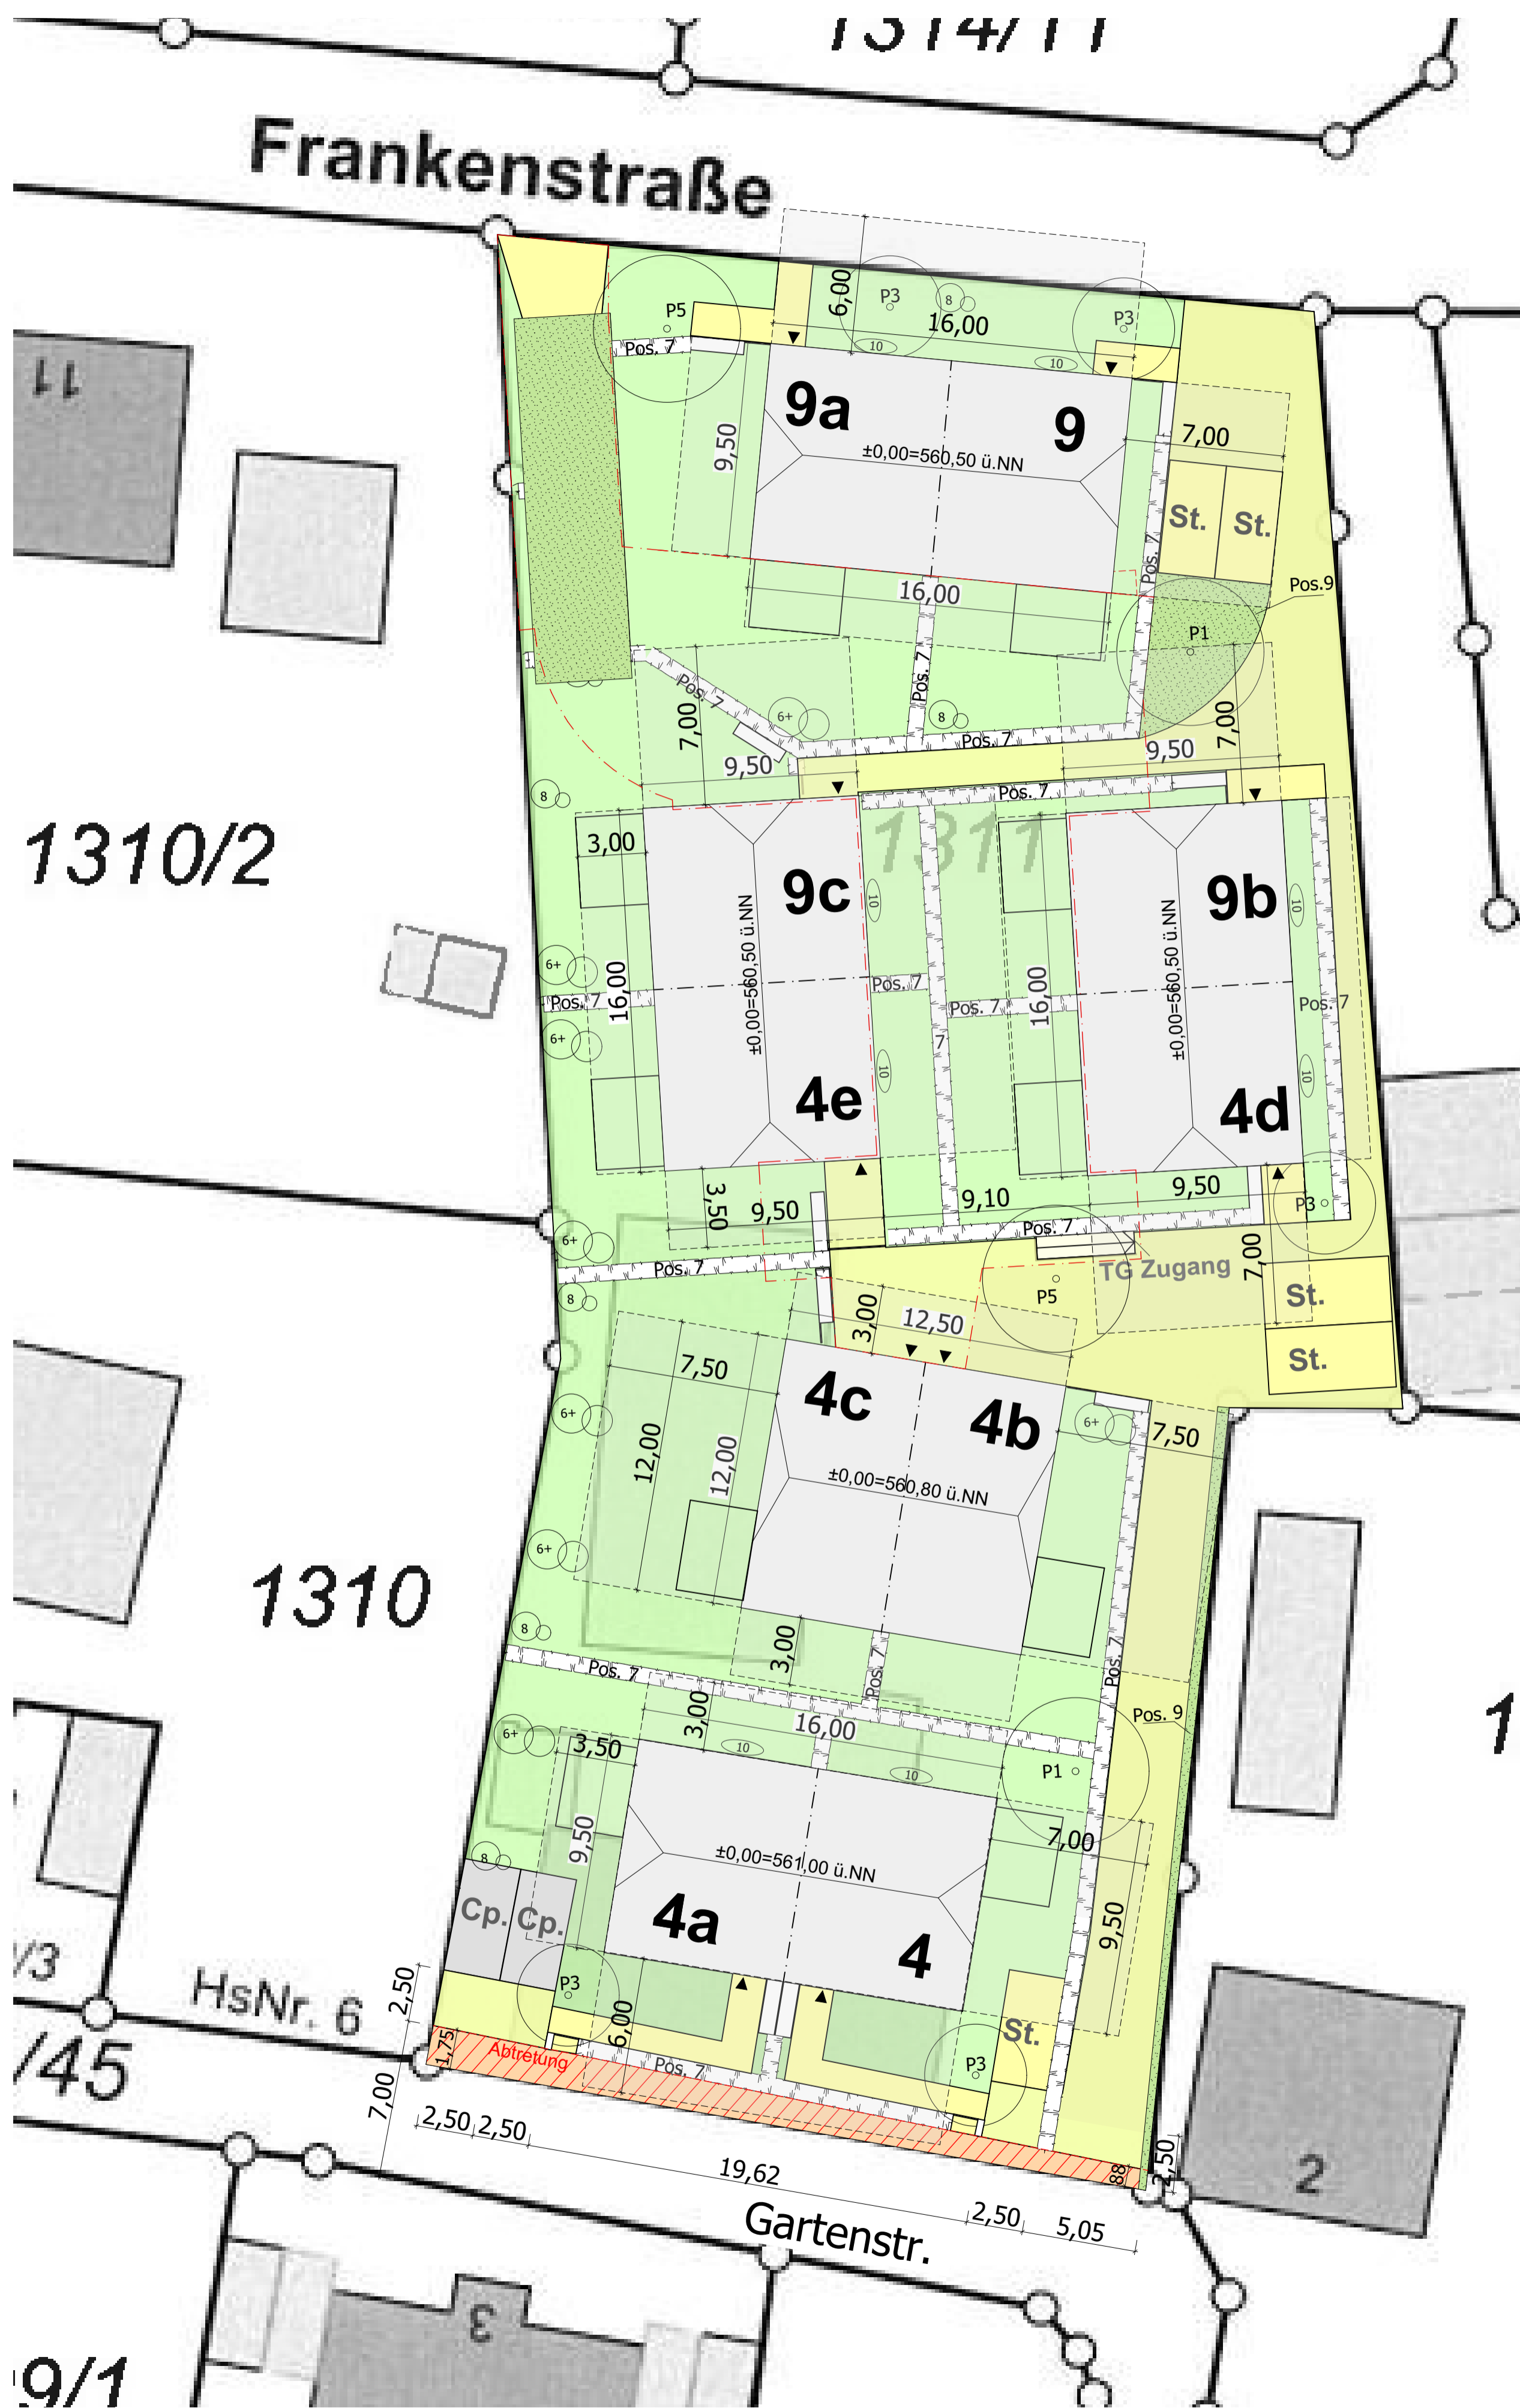 1314/11
Frankenstraße
6,00
P5
P3
8
P3
16,00
Pos. 7
10
10
11
9a
9
7,00
9,50
±0,00=560,50 ü.NN
St.
St.
Pos. 7
16,00
Pos.9
P1
Pos. 7
Pos. 7
6+
8
7,00
7,00
Pos. 7
9,50
9,50
8
Pos. 7
1310/2
3,00
1311
9c
9b
10
10
±0,00=560,50 ü.NN
±0,00=560,50 ü.NN
6+
16,00
Pos. 7
Pos. 7
16,00
Pos. 7
Pos. 7
6+
7
10
10
4e
4d
3,50
9,50
9,10
9,50
P3
6+
Pos. 7
Pos. 7
TG Zugang
7,00
8
P5
St.
3,00
12,50
St.
7,50
4c
4b
6+
6+
7,50
12,00
12,00
±0,00=560,80 ü.NN
6+
1310
8
3,00
Pos. 7
Pos. 7
Pos. 7
3,00
16,00
Pos. 9
1
6+
3,50
10
10
P1
9,50
±0,00=561,00 ü.NN
7,00
8
Cp.
Cp.
4a
4
9,50
/3
HsNr. 6
2,50
P3
6,00
St.
1,75
Abtretung
Pos. 7
P3
/45
7,00
2,50
2,50
19,62
88
2,50
2
2,50
5,05
Gartenstr.
3
9/1